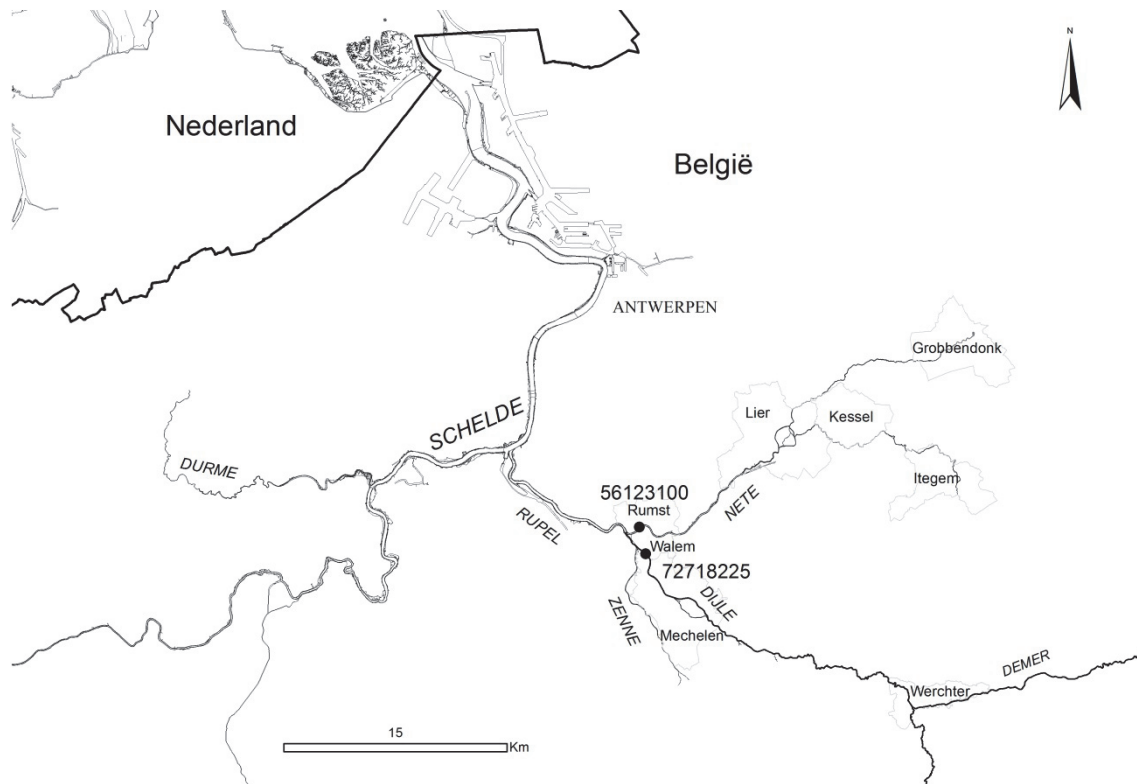 N
Nederland
België
ANTWERPEN
Grobbendonk
Lier
Kessel
SCHELDE
DURME
Itegem
56123100
Rumst
NETE
RUPEL
Walem
72718225
DIJLE
ZENNE
Mechelen
DEMER
Werchter
15
Km